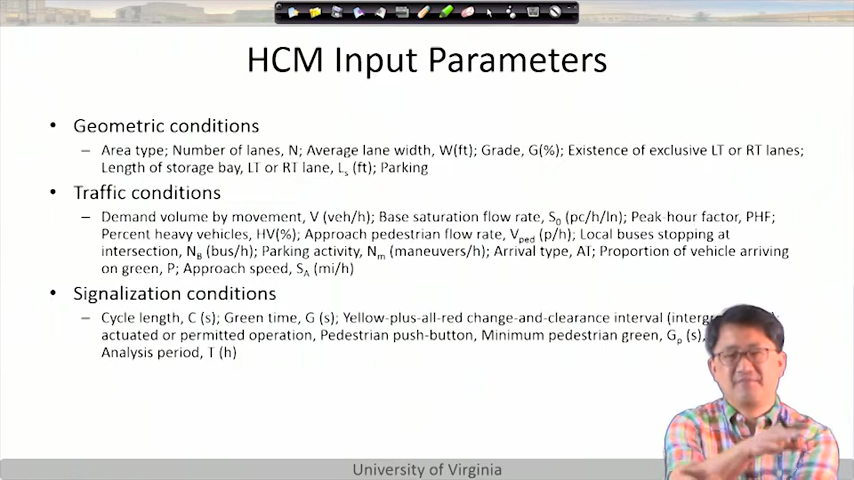 HCM Input Parameters
• Geometric conditions
– Area type; Number of lanes, N; Average lane width, W(ft); Grade, G(%); Existence of exclusive LT or RT lanes;
Length of storage bay, LT or RT lane, Ls (ft); Parking
• Traffic conditions
– Demand volume by movement, V (veh/h); Base saturation flow rate, S0 (pc/h/ln); Peak-hour factor, PHF;
Percent heavy vehicles, HV(%); Approach pedestrian flow rate, Vped (p/h); Local buses stopping at
intersection, NB (bus/h); Parking activity, Nm (maneuvers/h); Arrival type, AT; Proportion of vehicle arriving
on green, P; Approach speed, SA (mi/h)
• Signalization conditions
– Cycle length, C (s); Green time, G (s); Yellow-plus-all-red change-and-clearance interval
actuated or permitted operation, Pedestrian push-button, Minimum pedestrian green, Gp (s),
Analysis period, T (h)
University of Virginia